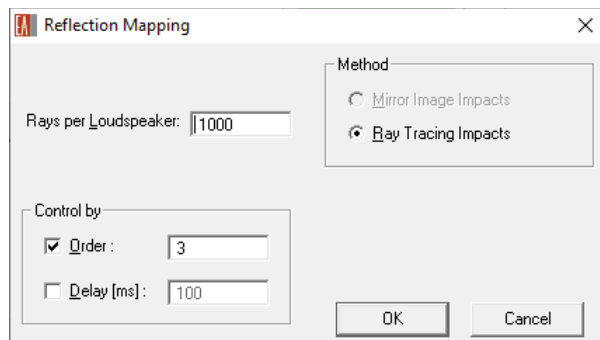 EA Reflection Mapping
Method
Rays per Loudspeaker: 1000
Mirror Image Impacts
Ray Tracing Impacts
Control by
Order : 3
Delay [ms] : 100
OK Cancel